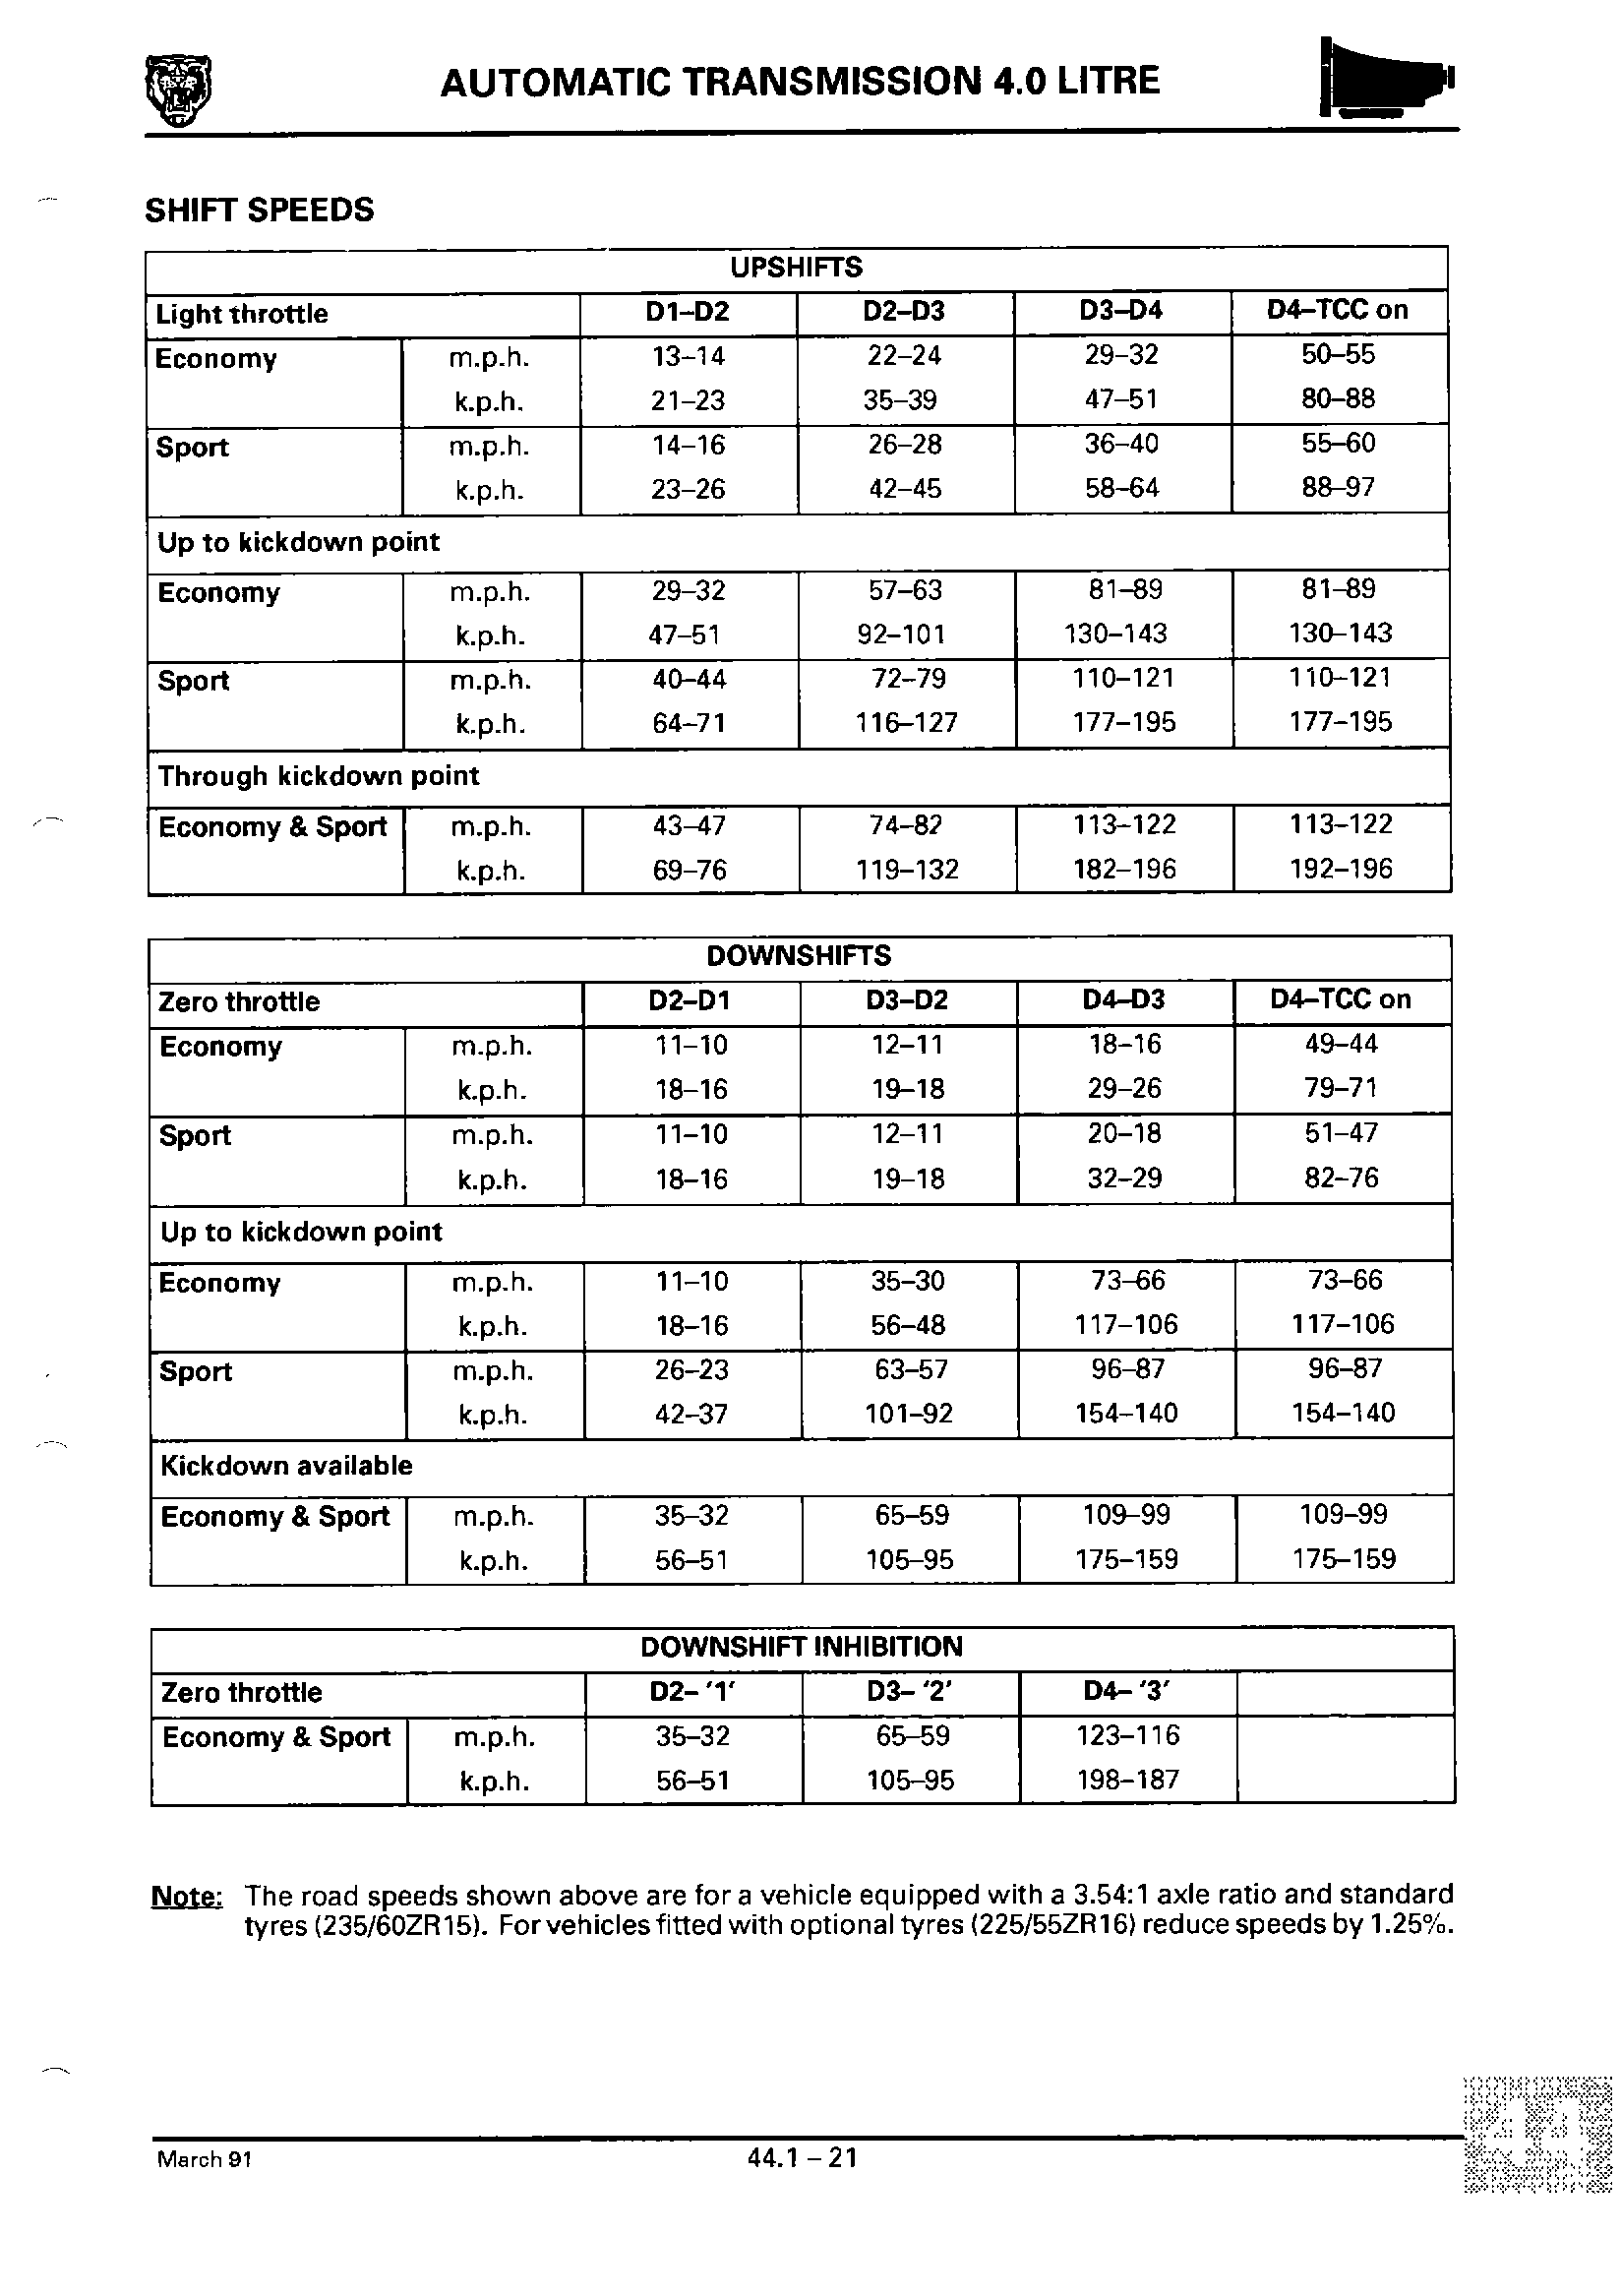 AUTOMATIC TRANSMISSION 4.0 LITRE
SHIFT SPEEDS
UPSHIFTS
Light throttle D1–D2 D2–D3 D3–D4 D4–TCC on
Economy m.p.h. 13–14 22–24 29–32 50–55
k.p.h. 21–23 35–39 47–51 80–88
Sport m.p.h. 14–16 26–28 36–40 55–60
k.p.h. 23–26 42–45 58–64 88–97
Up to kickdown point
Economy m.p.h. 29–32 57–63 81–89 81–89
k.p.h. 47–51 92–101 130–143 130–143
Sport m.p.h. 40–44 72–79 110–121 110–121
k.p.h. 64–71 116–127 177–195 177–195
Through kickdown point
Economy & Sport m.p.h. 43–47 74–82 113–122 113–122
k.p.h. 69–76 119–132 182–196 192–196
DOWNSHIFTS
Zero throttle D2–D1 D3–D2 D4–D3 D4–TCC on
Economy m.p.h. 11–10 12–11 18–16 49–44
k.p.h. 18–16 19–18 29–26 79–71
Sport m.p.h. 11–10 12–11 20–18 51–47
k.p.h. 18–16 19–18 32–29 82–76
Up to kickdown point
Economy m.p.h. 11–10 35–30 73–66 73–66
k.p.h. 18–16 56–48 117–106 117–106
Sport m.p.h. 26–23 63–57 96–87 96–87
k.p.h. 42–37 101–92 154–140 154–140
Kickdown available
Economy & Sport m.p.h. 35–32 65–59 109–99 109–99
k.p.h. 56–51 105–95 175–159 175–159
DOWNSHIFT INHIBITION
Zero throttle D2– '1' D3– '2' D4– '3'
Economy & Sport m.p.h. 35–32 65–59 123–116
k.p.h. 56–51 105–95 198–187
Note: The road speeds shown above are for a vehicle equipped with a 3.54:1 axle ratio and standard
tyres (235/60ZR15). For vehicles fitted with optional tyres (225/55ZR16) reduce speeds by 1.25%.
March 91 44.1 – 21
44